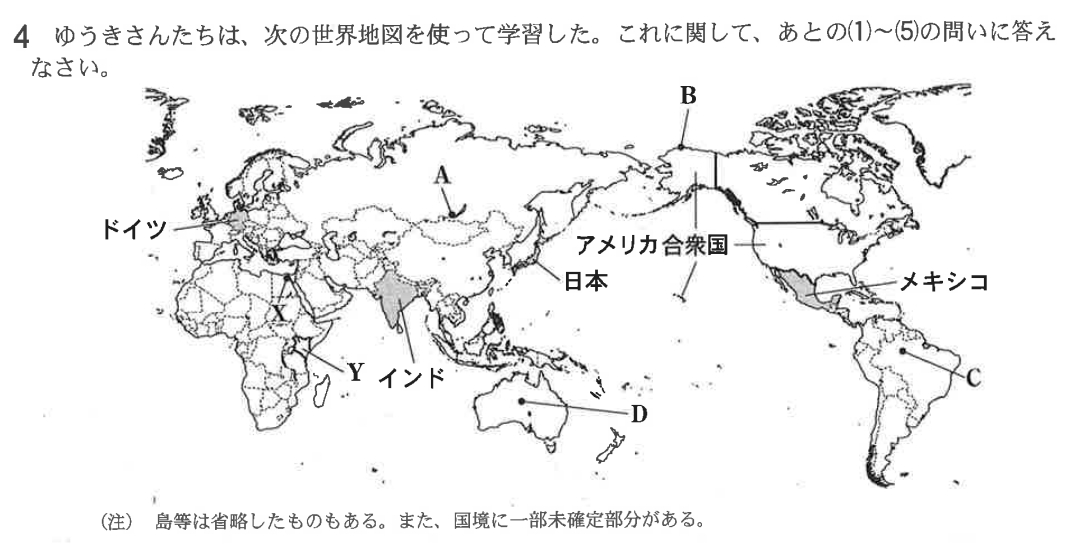 4 ゆうきさんたちは、次の世界地図を使って学習した。これに関して、あとの(1)～(5)の問いに答え
なさい。
B
A
ドイツ
アメリカ合衆国
日本
メキシコ
X
Y
インド
C
D
(注) 島等は省略したものもある。また、国境に一部未確定部分がある。